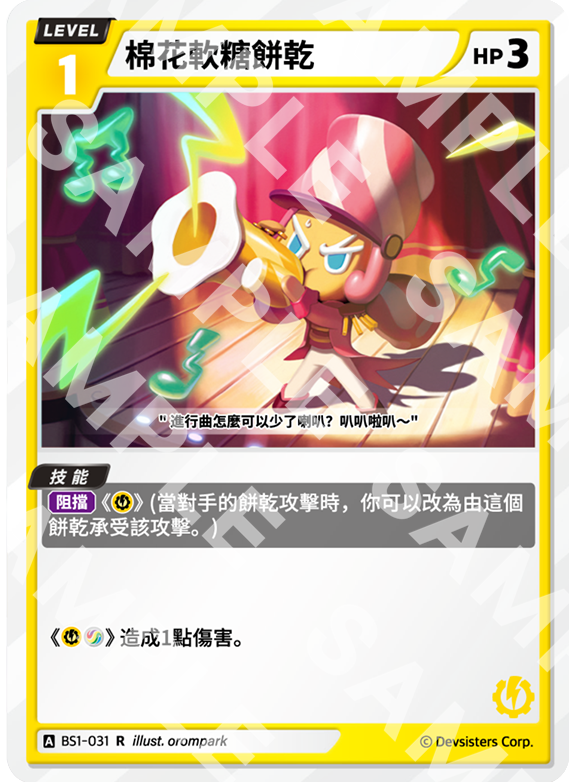 LEVEL
1
棉花軟糖餅乾
HP 3
" 進行曲怎麼可以少了喇叭？叭叭啦叭～"
技能
阻擋《》(當對手的餅乾攻擊時，你可以改為由這個
餅乾承受該攻擊。)
《》造成1點傷害。
A BS1-031 R illust. orompark
© Devsisters Corp.
SAMPLE